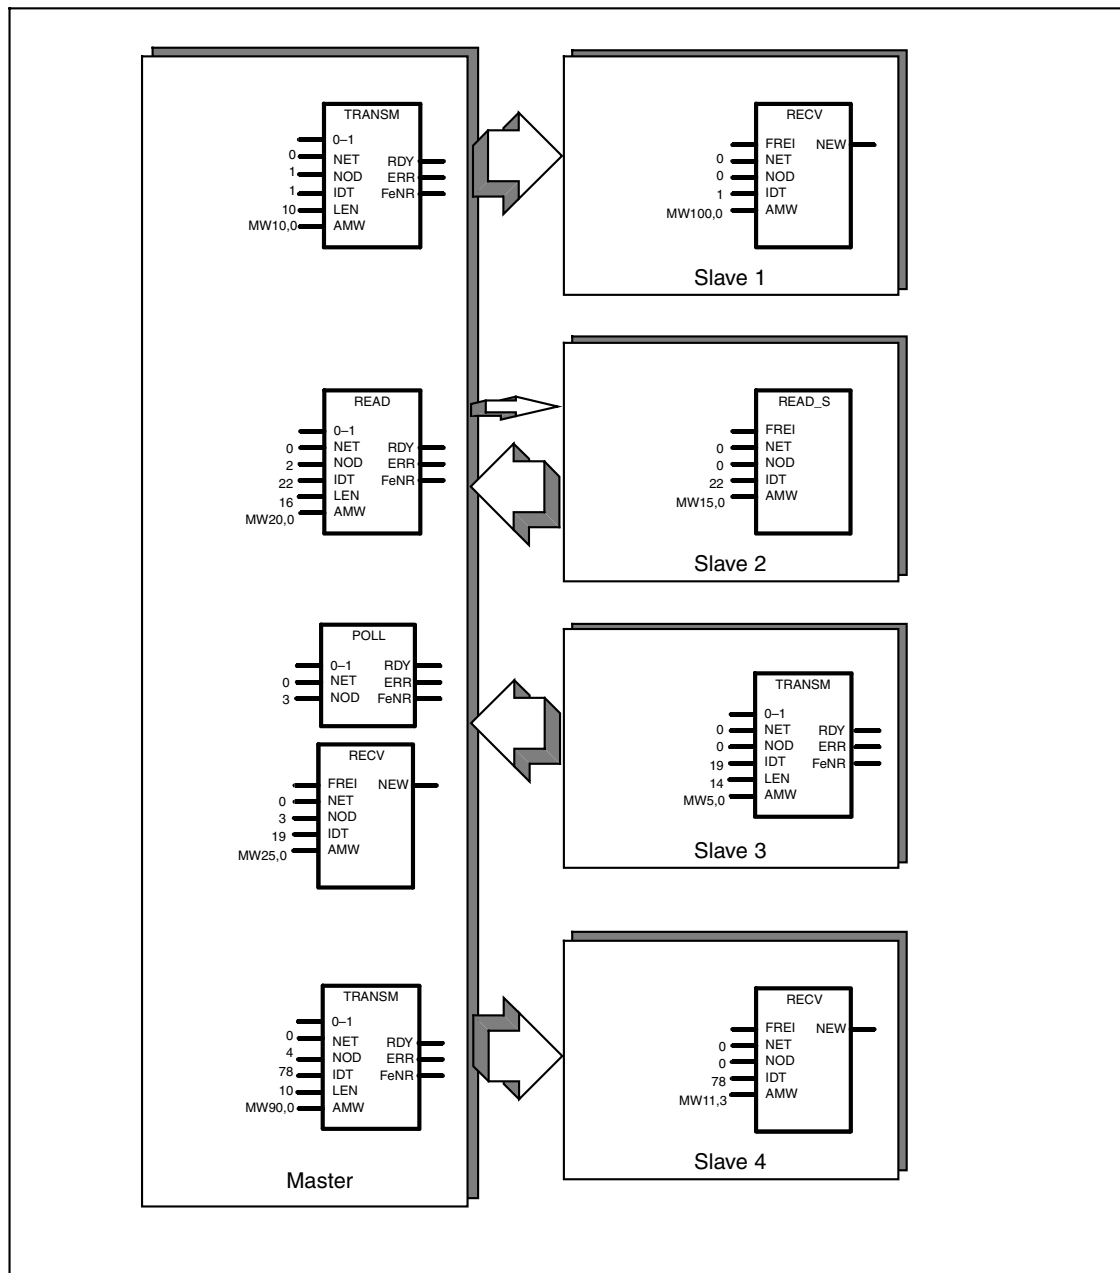 TRANSM
0–1
0 NET RDY
1 NOD ERR
1 IDT FeNR
10 LEN
MW10,0 AMW
RECV
FREI NEW
0 NET
0 NOD
1 IDT
MW100,0 AMW
Slave 1
READ
0–1
0 NET RDY
2 NOD ERR
22 IDT FeNR
16 LEN
MW20,0 AMW
READ_S
FREI
0 NET
0 NOD
22 IDT
MW15,0 AMW
Slave 2
POLL
0–1 RDY
0 NET ERR
3 NOD FeNR
RECV
FREI NEW
0 NET
3 NOD
19 IDT
MW25,0 AMW
TRANSM
0–1
0 NET RDY
0 NOD ERR
19 IDT FeNR
14 LEN
MW5,0 AMW
Slave 3
TRANSM
0–1
0 NET RDY
4 NOD ERR
78 IDT FeNR
10 LEN
MW90,0 AMW
Master
RECV
FREI NEW
0 NET
0 NOD
78 IDT
MW11,3 AMW
Slave 4